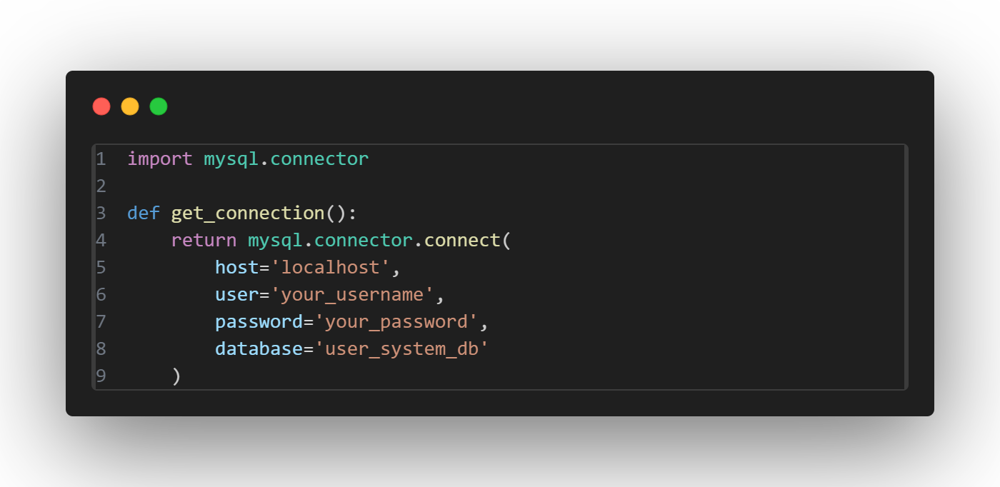 1 import mysql.connector
2
3 def get_connection():
4     return mysql.connector.connect(
5         host='localhost',
6         user='your_username',
7         password='your_password',
8         database='user_system_db'
9     )